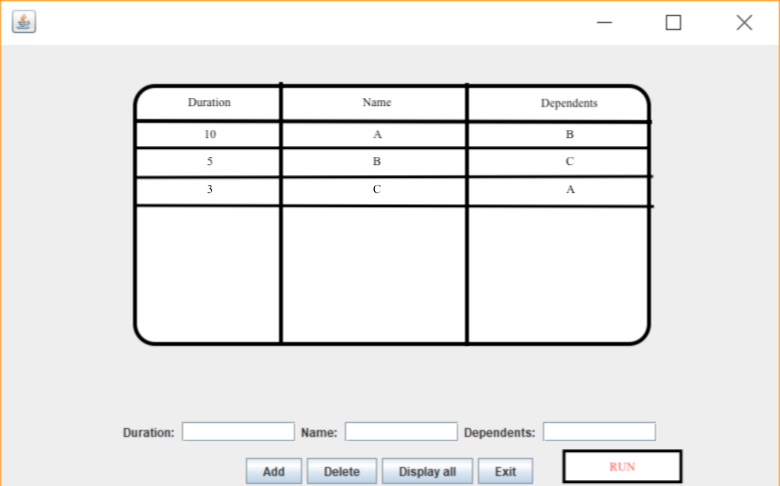 Duration Name Dependents
10 A B
5 B C
3 C A
Duration: Name: Dependents:
Add Delete Display all Exit RUN